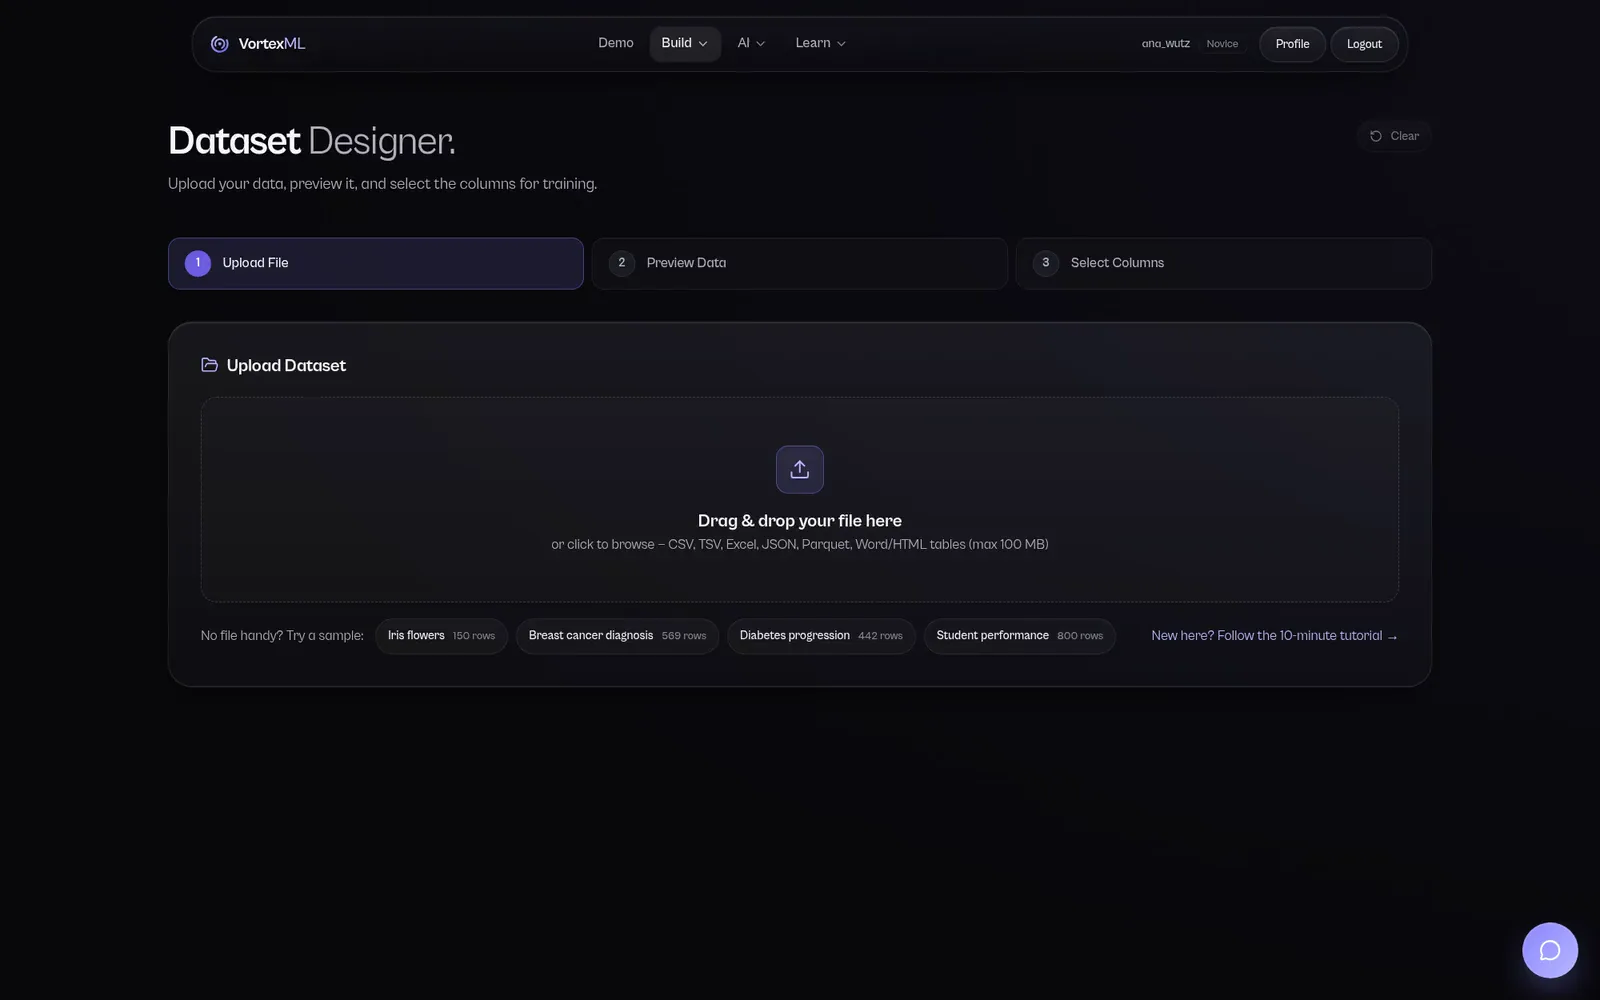 VortexML
Demo
Build
AI
Learn
ana_wutz
Novice
Profile
Logout
Dataset Designer.
Clear
Upload your data, preview it, and select the columns for training.
1 Upload File
2 Preview Data
3 Select Columns
Upload Dataset
Drag & drop your file here
or click to browse – CSV, TSV, Excel, JSON, Parquet, Word/HTML tables (max 100 MB)
No file handy? Try a sample:
Iris flowers 150 rows
Breast cancer diagnosis 569 rows
Diabetes progression 442 rows
Student performance 800 rows
New here? Follow the 10-minute tutorial →